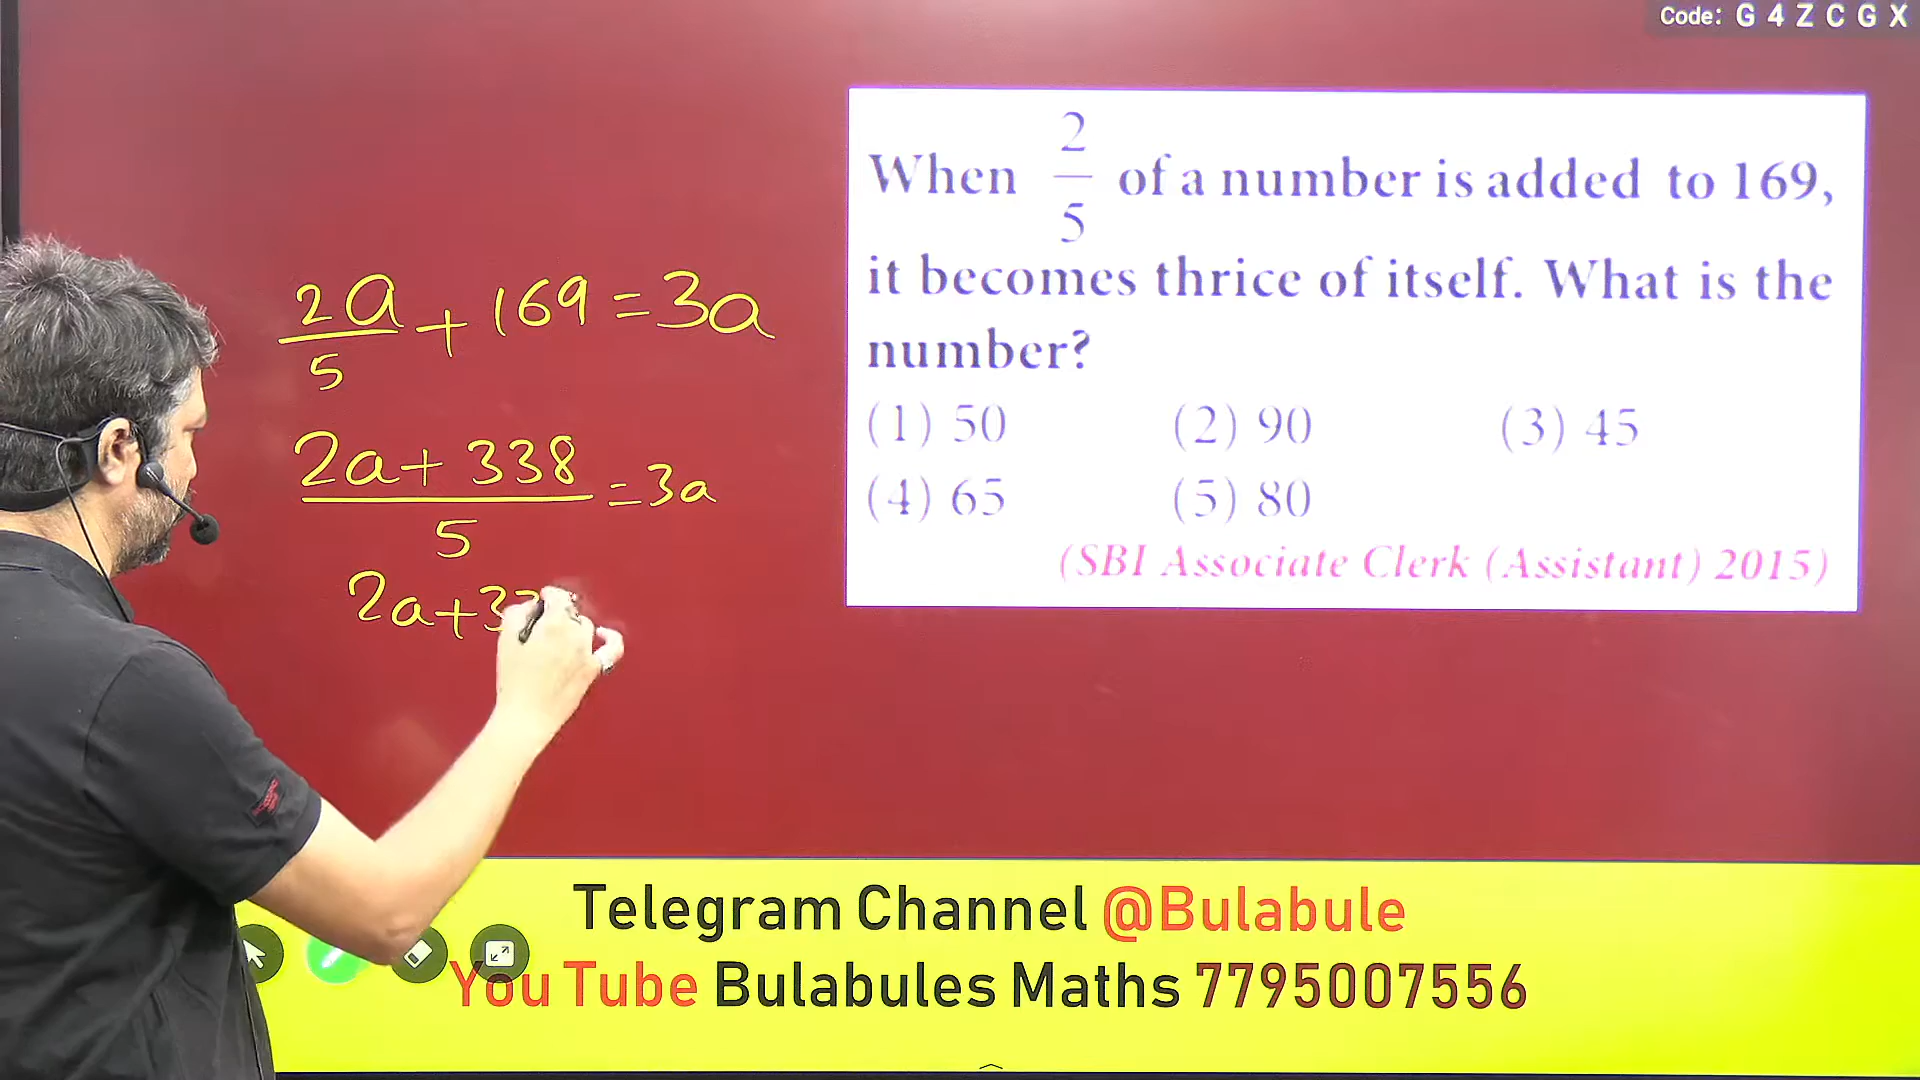 Code: G 4 Z C G X
When 2/5 of a number is added to 169,
it becomes thrice of itself. What is the
number?
(1) 50 (2) 90 (3) 45
(4) 65 (5) 80
(SBI Associate Clerk (Assistant) 2015)
2a/5 + 169 = 3a
2a + 338
5
= 3a
2a + 3
Telegram Channel @Bulabule
You Tube Bulabules Maths 7795007556